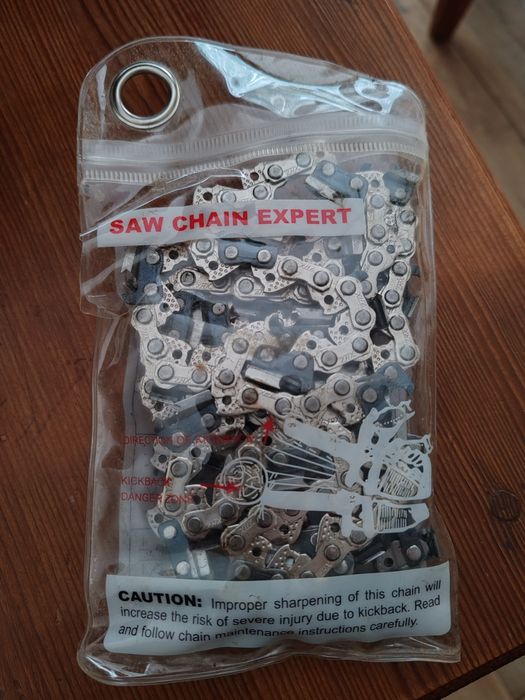 SAW CHAIN EXPERT
DIRECTION OF
KICKBACK
DANGER ZONE
CAUTION: Improper sharpening of this chain will
increase the risk of severe injury due to kickback. Read
and follow chain maintenance instructions carefully.